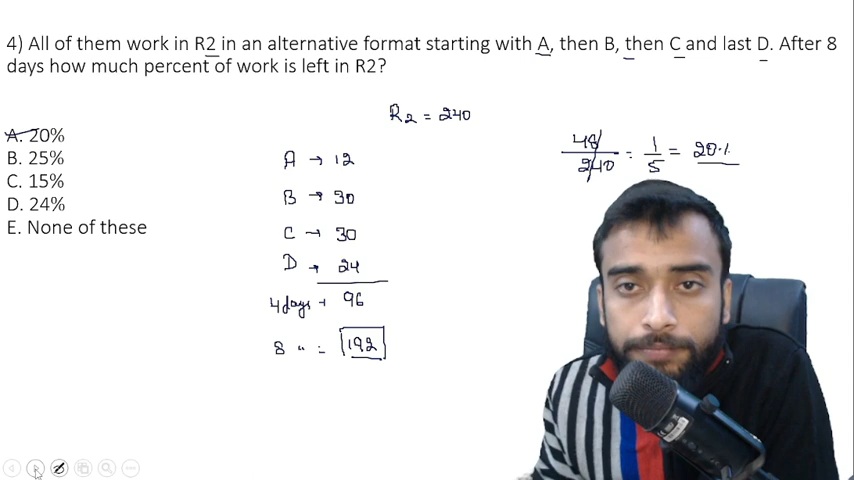 4) All of them work in R2 in an alternative format starting with A, then B, then C and last D. After 8
days how much percent of work is left in R2?
R2 = 240
A. 20%
B. 25%
C. 15%
D. 24%
E. None of these
A → 12
B → 30
C → 30
D → 24
4 days → 96
8 " = 192
48/240 = 1/5 = 20%